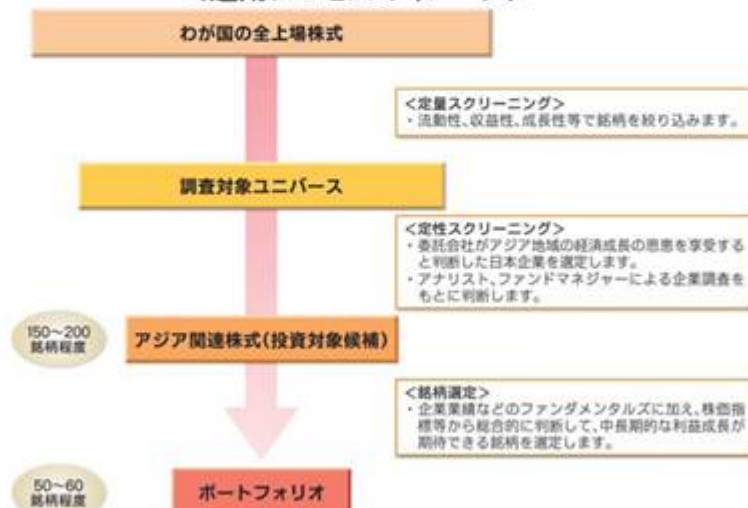 わが国の全上場株式
<定量スクリーニング>
・流動性、収益性、成長性等で銘柄を絞り込みます。
調査対象ユニバース
<定性スクリーニング>
・委託会社がアジア地域の経済成長の恩恵を享受する
と判断した日本企業を選定します。
・アナリスト、ファンドマネジャーによる企業調査を
もとに判断します。
150～200
銘柄程度
アジア関連株式(投資対象候補)
<銘柄選定>
・企業業績などのファンダメンタルズに加え、株価指
標等から総合的に判断して、中長期的な利益成長が
期待できる銘柄を選定します。
50～60
銘柄程度
ポートフォリオ